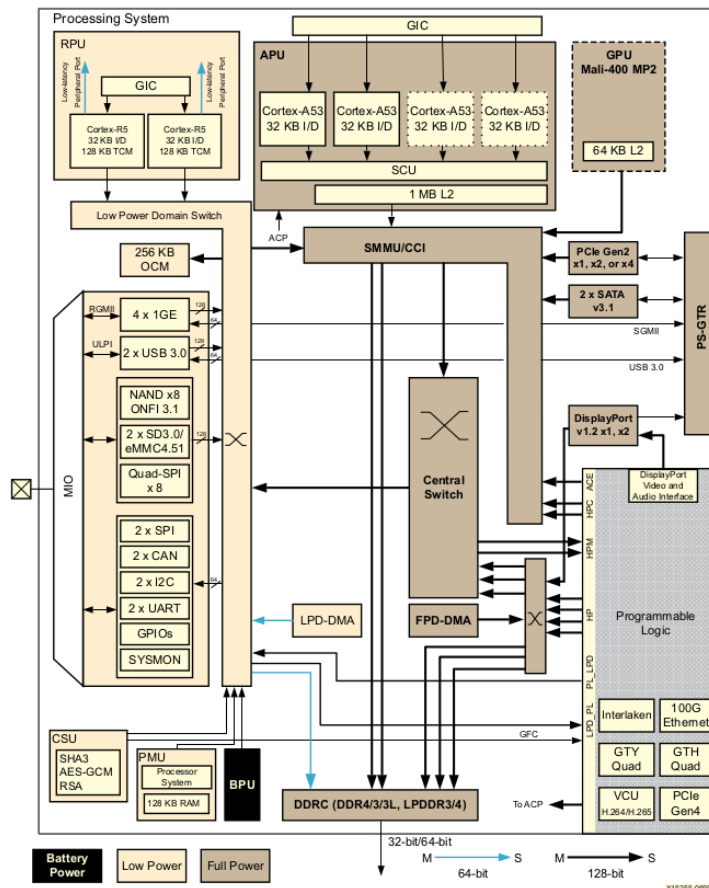 Processing System
RPU
Low-latency
Peripheral Port
Low-latency
Peripheral Port
GIC
Cortex-R5
32 KB I/D
128 KB TCM
Cortex-R5
32 KB I/D
128 KB TCM
GIC
APU
Cortex-A53
32 KB I/D
Cortex-A53
32 KB I/D
Cortex-A53
32 KB I/D
Cortex-A53
32 KB I/D
SCU
1 MB L2
GPU
Mali-400 MP2
64 KB L2
Low Power Domain Switch
ACP
256 KB
OCM
SMMU/CCI
PCIe Gen2
x1, x2, or x4
2 x SATA
v3.1
PS-GTR
SGMII
USB 3.0
MIO
RGMII
4 x 1GE
128
64
ULPI
2 x USB 3.0
128
64
NAND x8
ONFI 3.1
2 x SD3.0/
eMMC4.51
128
Quad-SPI
x 8
2 x SPI
2 x CAN
2 x I2C
64
2 x UART
GPIOs
SYSMON
Central
Switch
DisplayPort
v1.2 x1, x2
DisplayPort
Video and
Audio Interface
ACE
HPC
HPM
HP
PL_LPD
LPD_PL
Programmable
Logic
LPD-DMA
FPD-DMA
Interlaken
100G
Ethernet
GTY
Quad
GTH
Quad
VCU
H.264/H.265
PCIe
Gen4
CSU
SHA3
AES-GCM
RSA
PMU
Processor
System
128 KB RAM
BPU
GFC
DDRC (DDR4/3/3L, LPDDR3/4)
To ACP
32-bit/64-bit
Battery
Power
Low Power
Full Power
M
S
64-bit
M
S
128-bit